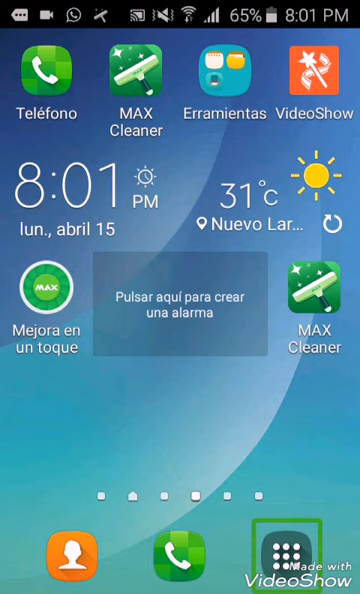 65% 8:01 PM
Teléfono
MAX
Cleaner
Erramientas
VideoShow
8:01
PM
lun., abril 15
31°c
Nuevo Lar...
MAX
Mejora en
un toque
Pulsar aquí para crear
una alarma
MAX
Cleaner
Made with
VideoShow